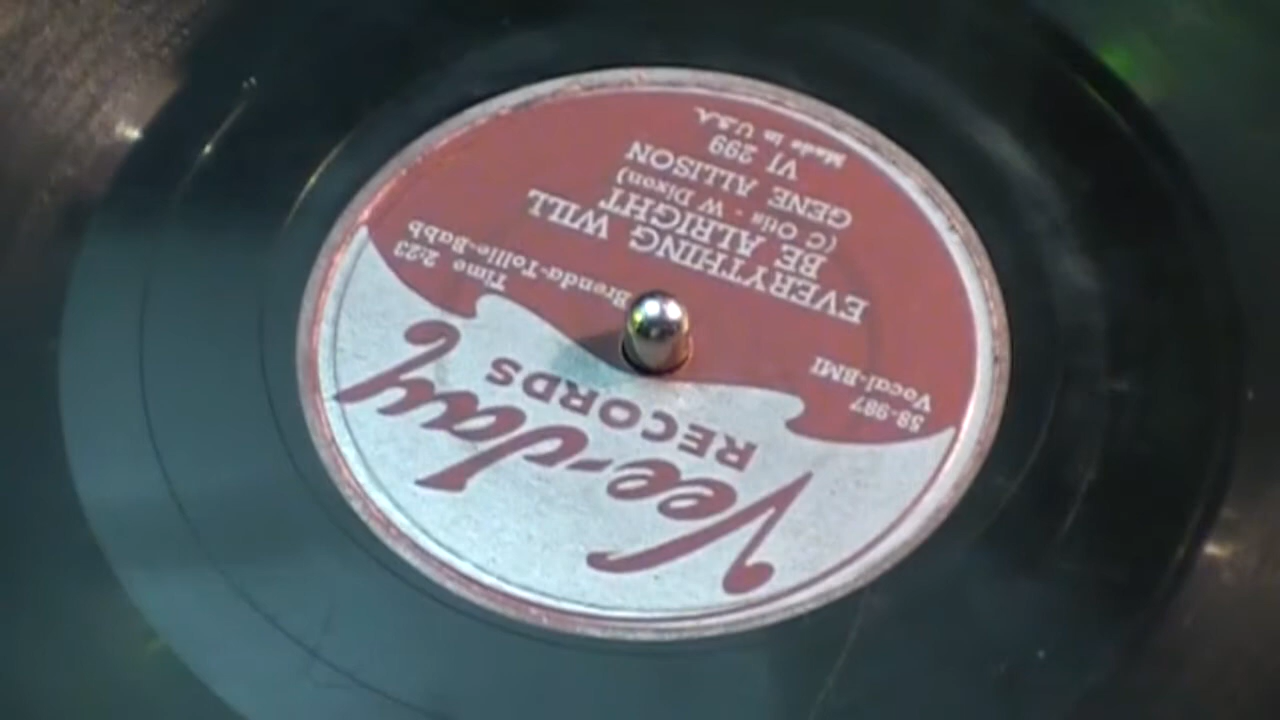 Vee-Jay
RECORDS
58-987
Vocal-BMI
Brenda-Tollie-Babb
Time 2:23
EVERYTHING WILL
BE ALRIGHT
(C Otis - W Dixon)
GENE ALLISON
VJ 299
Made in U.S.A.